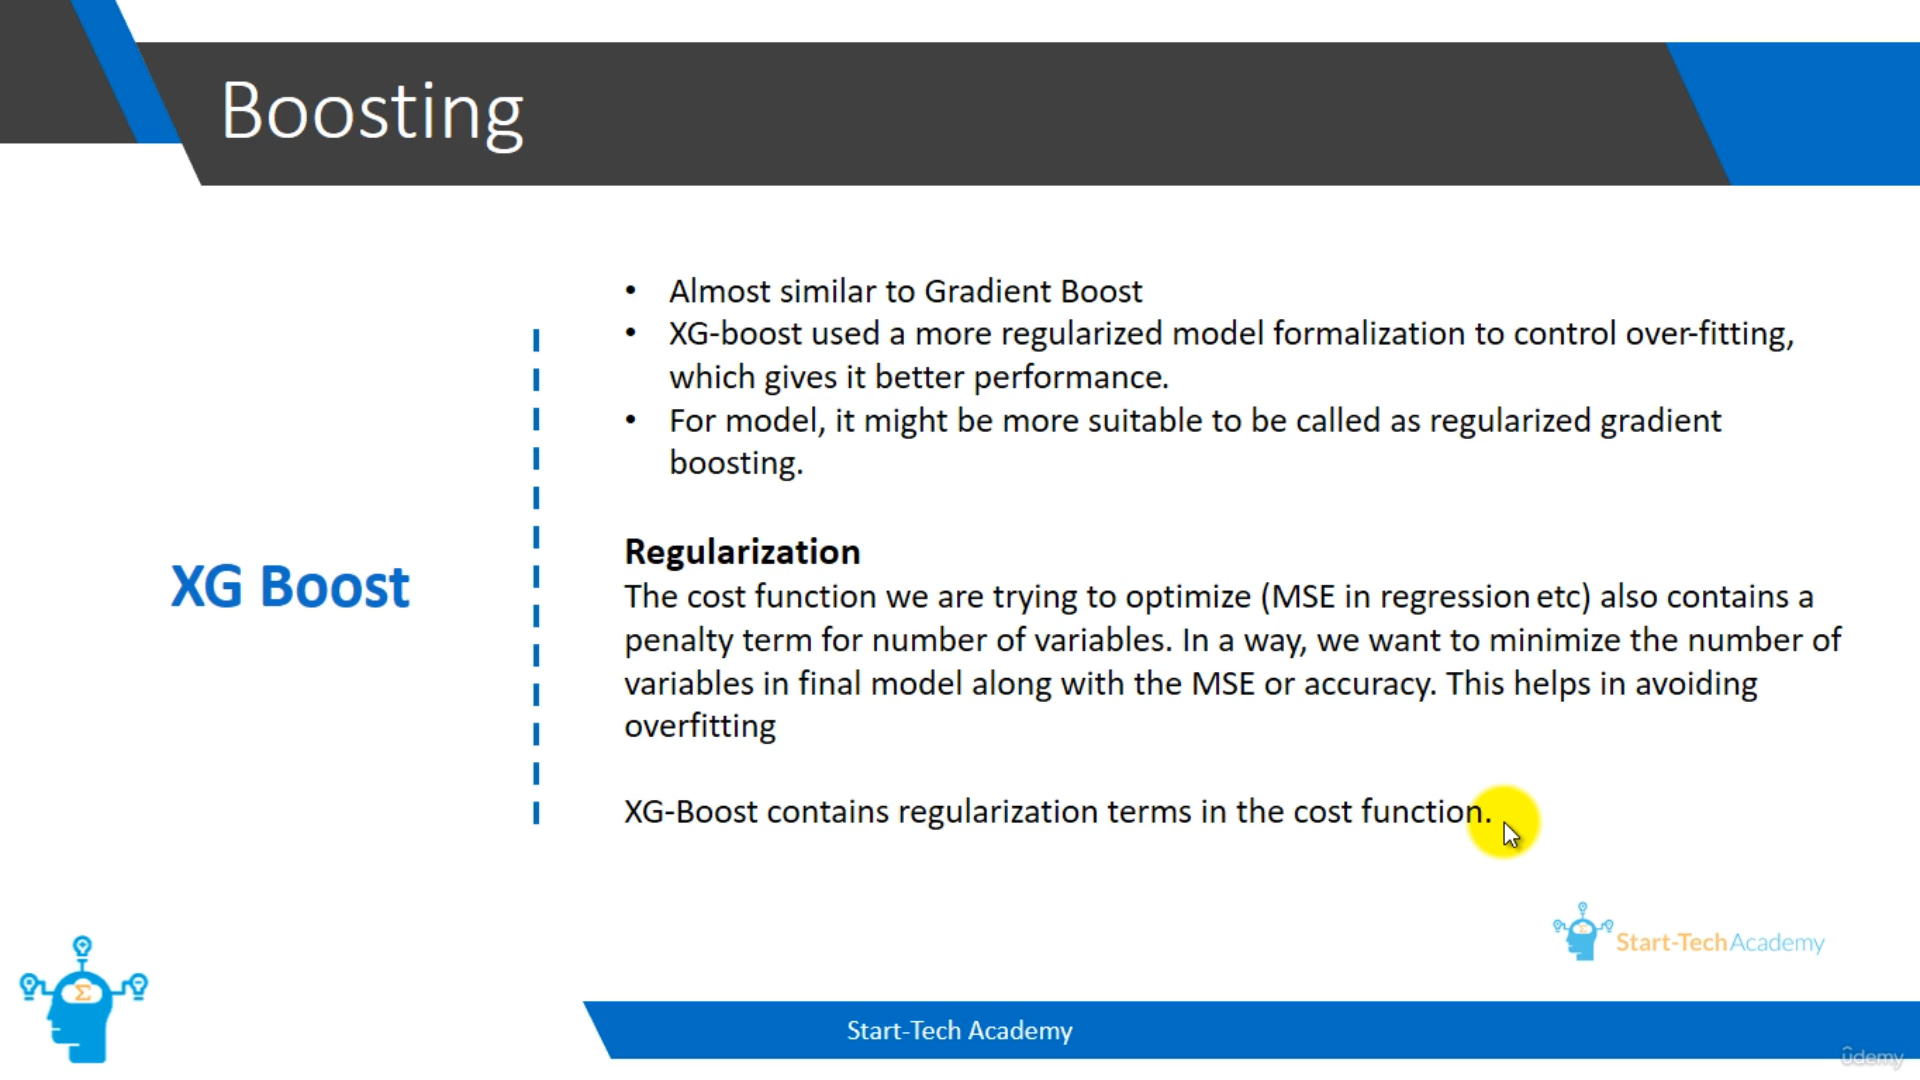 Boosting
• Almost similar to Gradient Boost
• XG-boost used a more regularized model formalization to control over-fitting,
which gives it better performance.
• For model, it might be more suitable to be called as regularized gradient
boosting.
XG Boost
Regularization
The cost function we are trying to optimize (MSE in regression etc) also contains a
penalty term for number of variables. In a way, we want to minimize the number of
variables in final model along with the MSE or accuracy. This helps in avoiding
overfitting
XG-Boost contains regularization terms in the cost function.
Start-Tech Academy
Start-Tech Academy
udemy